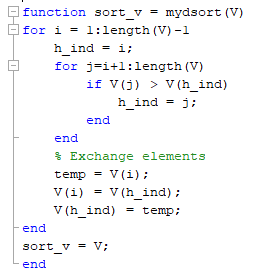 function sort_v = mydsort(V)
for i = 1:length(V)-1
    h_ind = i;
    for j=i+1:length(V)
        if V(j) > V(h_ind)
            h_ind = j;
        end
    end
    % Exchange elements
    temp = V(i);
    V(i) = V(h_ind);
    V(h_ind) = temp;
end
sort_v = V;
end